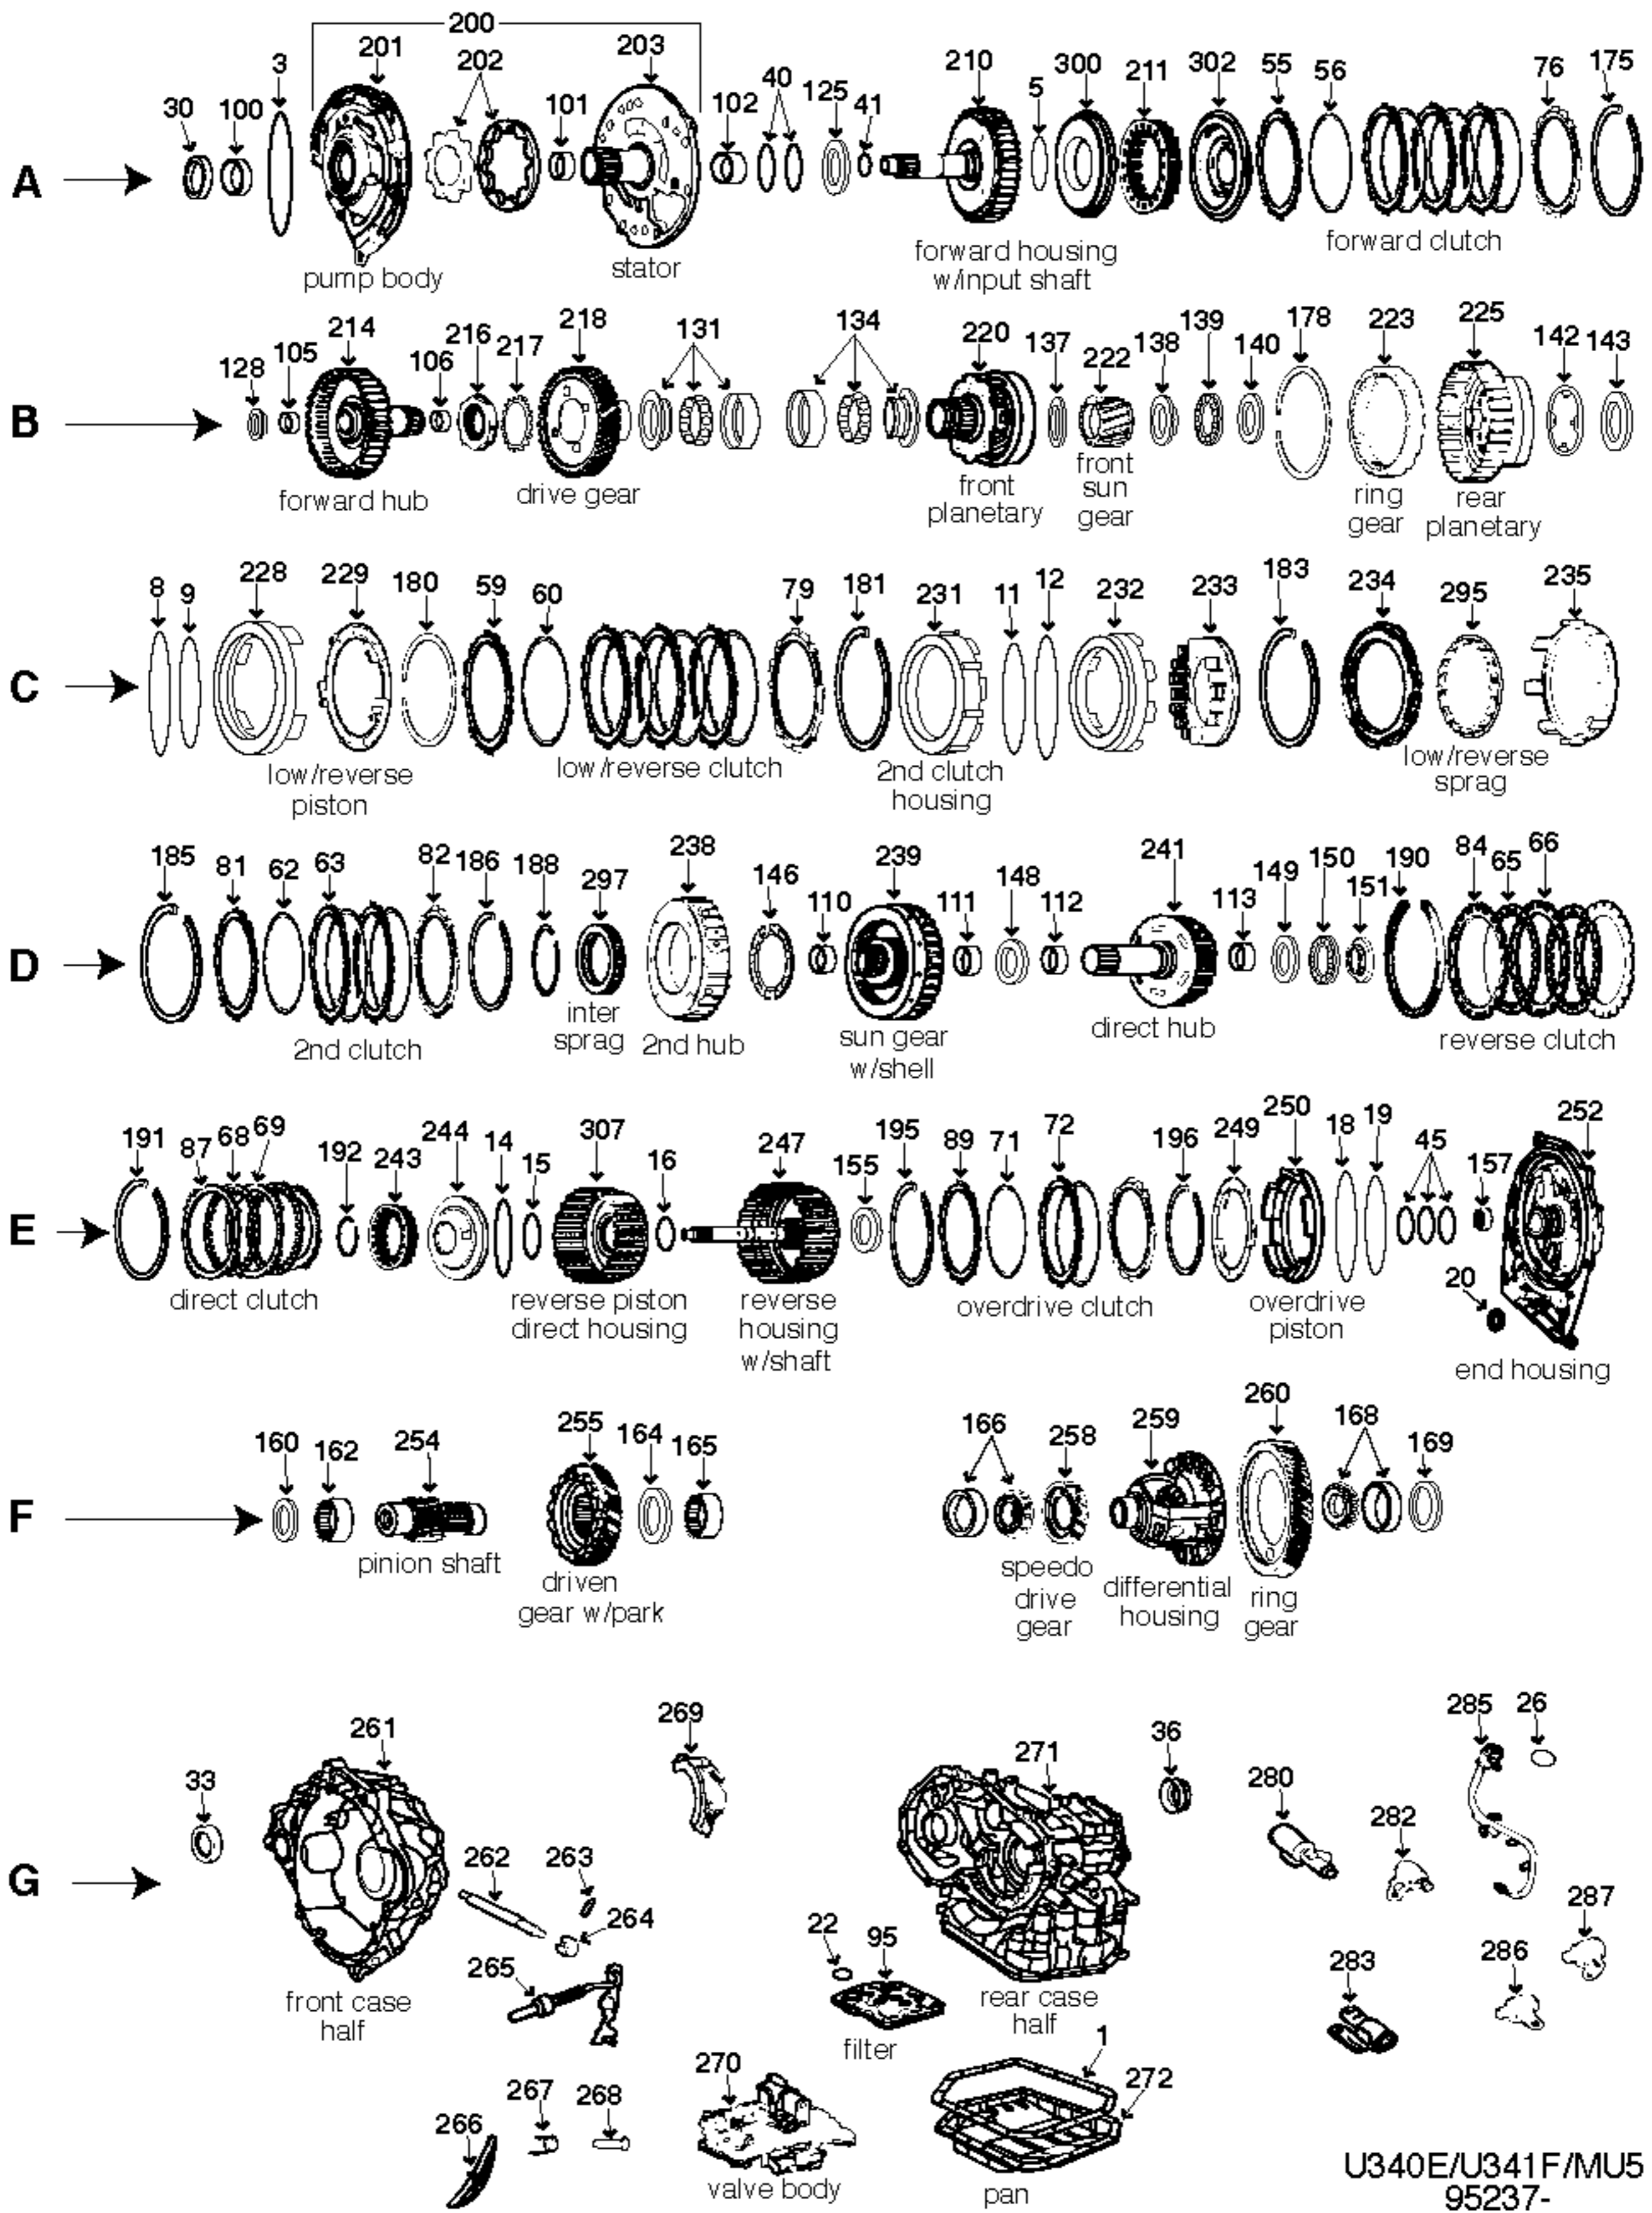 200
201 202 203
3 30 100 101 102 40 125 41 210 5 300 211 302 55 56 76 175
A
pump body
stator
forward housing
w/input shaft
forward clutch
128 105 214 106 216 217 218 131 134 220 137 222 138 139 140 178 223 225 142 143
B
forward hub
drive gear
front
planetary
front
sun
gear
ring
gear
rear
planetary
8 9 228 229 180 59 60 79 181 231 11 12 232 233 183 234 295 235
C
low/reverse
piston
low/reverse clutch
2nd clutch
housing
low/reverse
sprag
185 81 62 63 82 186 188 297 238 146 110 239 111 148 112 241 113 149 150 151 190 84 65 66
D
2nd clutch
inter
sprag
2nd hub
sun gear
w/shell
direct hub
reverse clutch
191 87 68 69 192 243 244 14 15 307 16 247 155 195 89 71 72 196 249 250 18 19 45 157 252
20
E
direct clutch
reverse piston
direct housing
reverse
housing
w/shaft
overdrive clutch
overdrive
piston
end housing
160 162 254 255 164 165 166 258 259 260 168 169
F
pinion shaft
driven
gear w/park
speedo
drive
gear
differential
housing
ring
gear
33 261 269 271 36 280 282 285 26
G
262 263 264 265 22 95 283 286 287
front case
half
filter
rear case
half
266 267 268 270 1 272
valve body
pan
U340E/U341F/MU5
95237-